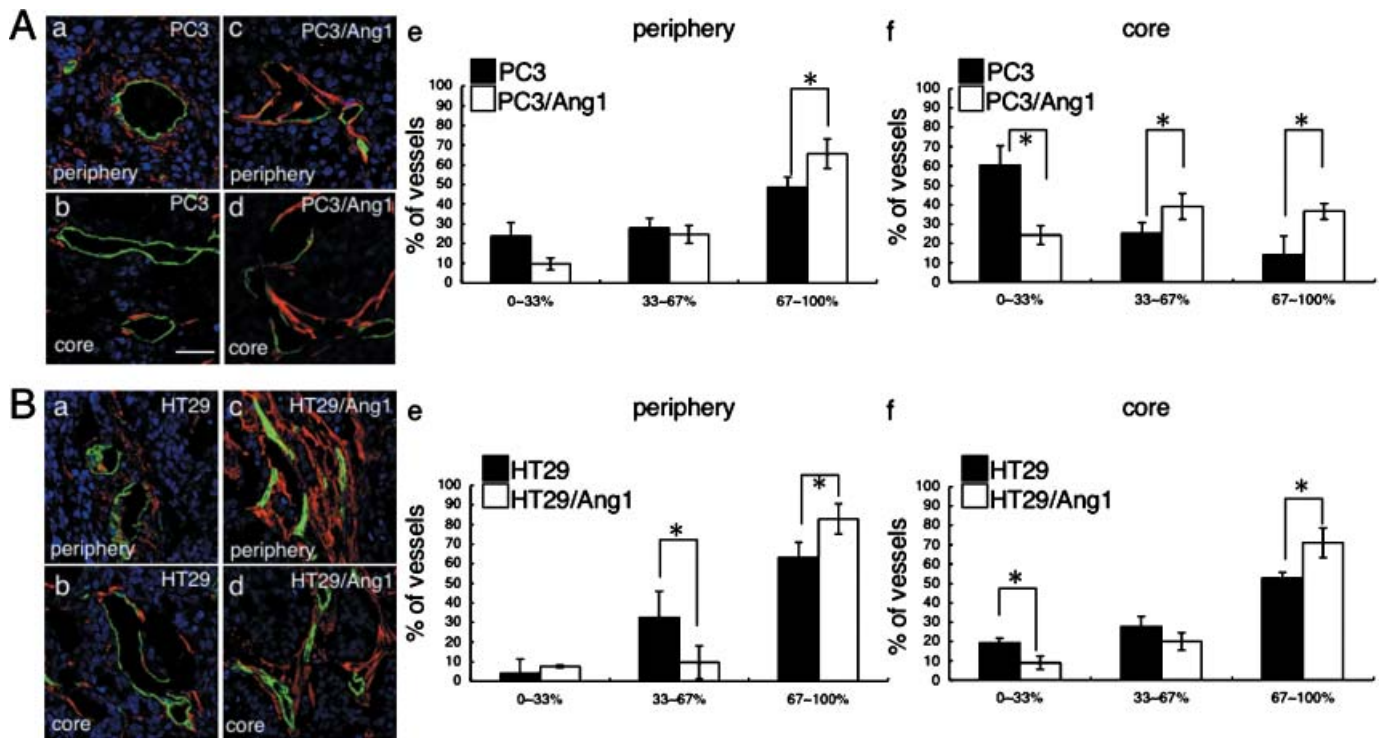 A
a PC3
periphery
c PC3/Ang1
periphery
b PC3
core
d PC3/Ang1
core
e periphery
PC3
PC3/Ang1
% of vessels
100
90
80
70
60
50
40
30
20
10
0
*
0~33% 33~67% 67~100%
f core
PC3
PC3/Ang1
% of vessels
100
90
80
70
60
50
40
30
20
10
0
* * *
0~33% 33~67% 67~100%
B
a HT29
periphery
c HT29/Ang1
periphery
b HT29
core
d HT29/Ang1
core
e periphery
HT29
HT29/Ang1
% of vessels
100
90
80
70
60
50
40
30
20
10
0
* *
0~33% 33~67% 67~100%
f core
HT29
HT29/Ang1
% of vessels
100
90
80
70
60
50
40
30
20
10
0
* *
0~33% 33~67% 67~100%